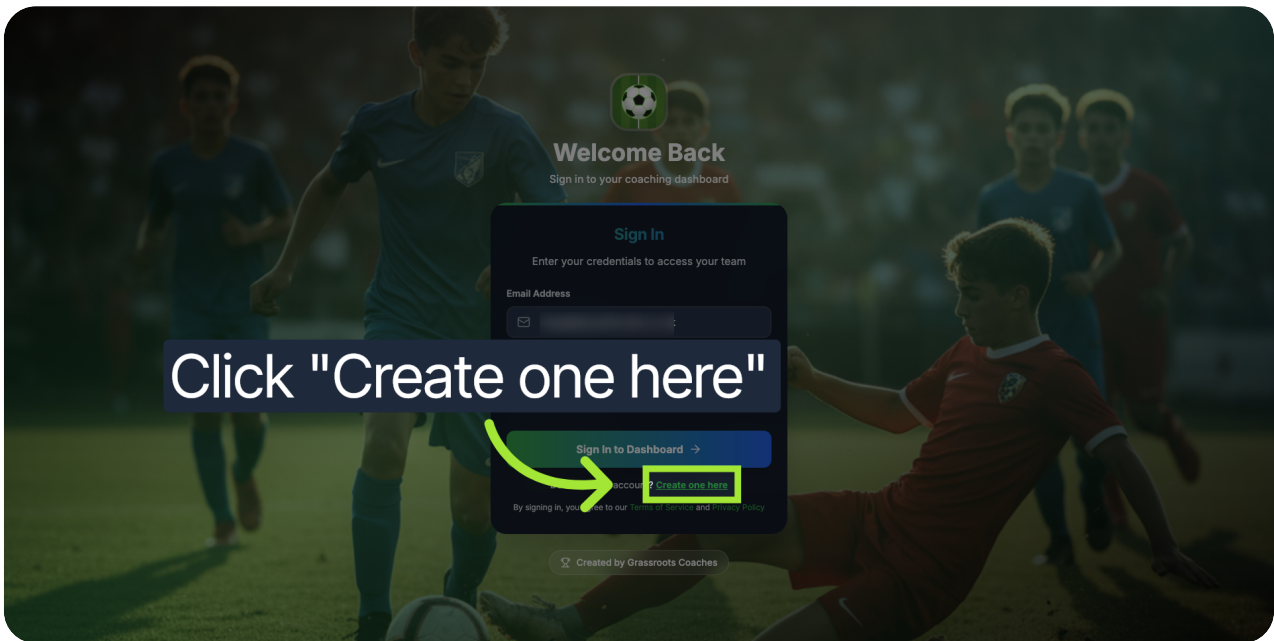 Welcome Back
Sign in to your coaching dashboard
Sign In
Enter your credentials to access your team
Email Address
Click "Create one here"
Sign In to Dashboard →
account? Create one here
By signing in, you agree to our Terms of Service and Privacy Policy
Created by Grassroots Coaches